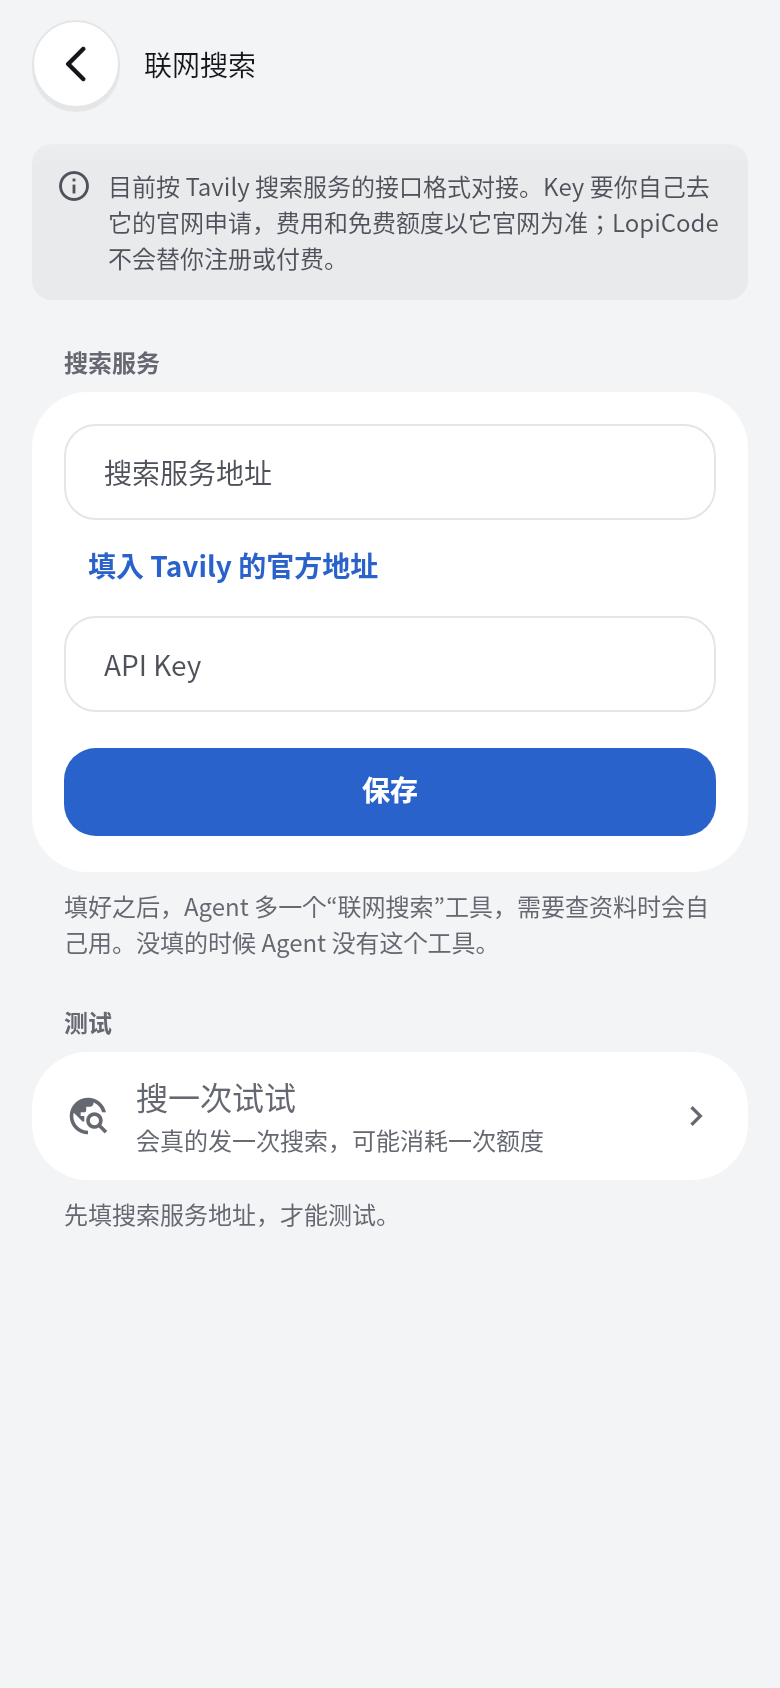 联网搜索
目前按 Tavily 搜索服务的接口格式对接。Key 要你自己去
它的官网申请，费用和免费额度以它官网为准；LopiCode
不会替你注册或付费。
搜索服务
搜索服务地址
填入 Tavily 的官方地址
API Key
保存
填好之后，Agent 多一个“联网搜索”工具，需要查资料时会自
己用。没填的时候 Agent 没有这个工具。
测试
搜一次试试
会真的发一次搜索，可能消耗一次额度
先填搜索服务地址，才能测试。